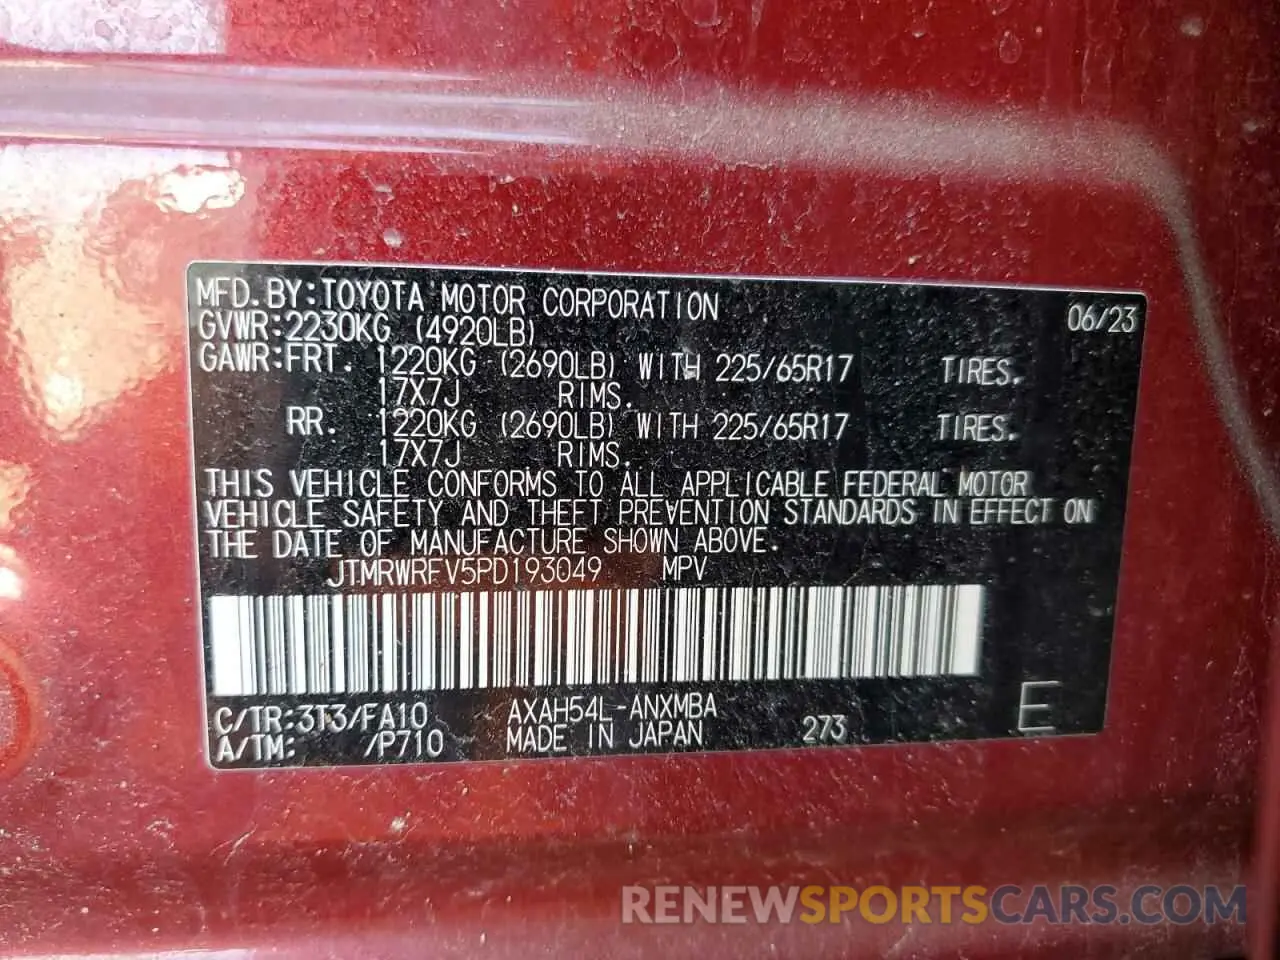 MFD.BY:TOYOTA MOTOR CORPORATION 06/23
GVWR:2230KG (4920LB)
GAWR:FRT. 1220KG (2690LB) WITH 225/65R17 TIRES.
17X7J RIMS.
RR. 1220KG (2690LB) WITH 225/65R17 TIRES.
17X7J RIMS.
THIS VEHICLE CONFORMS TO ALL APPLICABLE FEDERAL MOTOR
VEHICLE SAFETY AND THEFT PREVENTION STANDARDS IN EFFECT ON
THE DATE OF MANUFACTURE SHOWN ABOVE.
JTMRWRFV5PD193049 MPV
C/TR:3T3/FA10 AXAH54L-ANXMBA
A/TM: /P710 MADE IN JAPAN 273 E
RENEWSPORTSCARS.COM